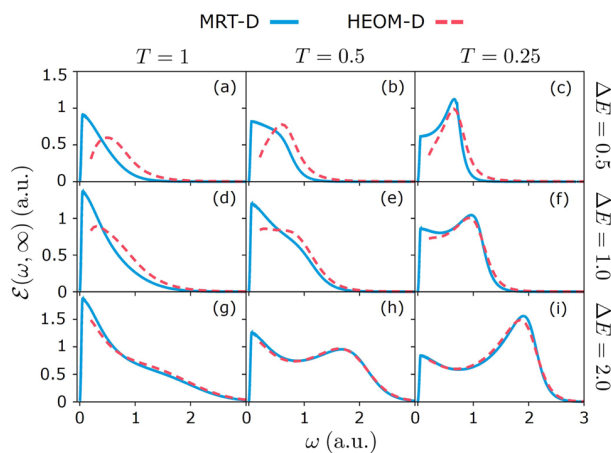 MRT-D HEOM-D
T = 1 T = 0.5 T = 0.25
1.5 (a) (b) (c)
1
0.5
0
ΔE = 0.5
(d) (e) (f)
1
0.5
0
ΔE = 1.0
(g) (h) (i)
1.5
1
0.5
0
ΔE = 2.0
ℰ(ω, ∞) (a.u.)
0 1 2 0 1 2 0 1 2 3
ω (a.u.)